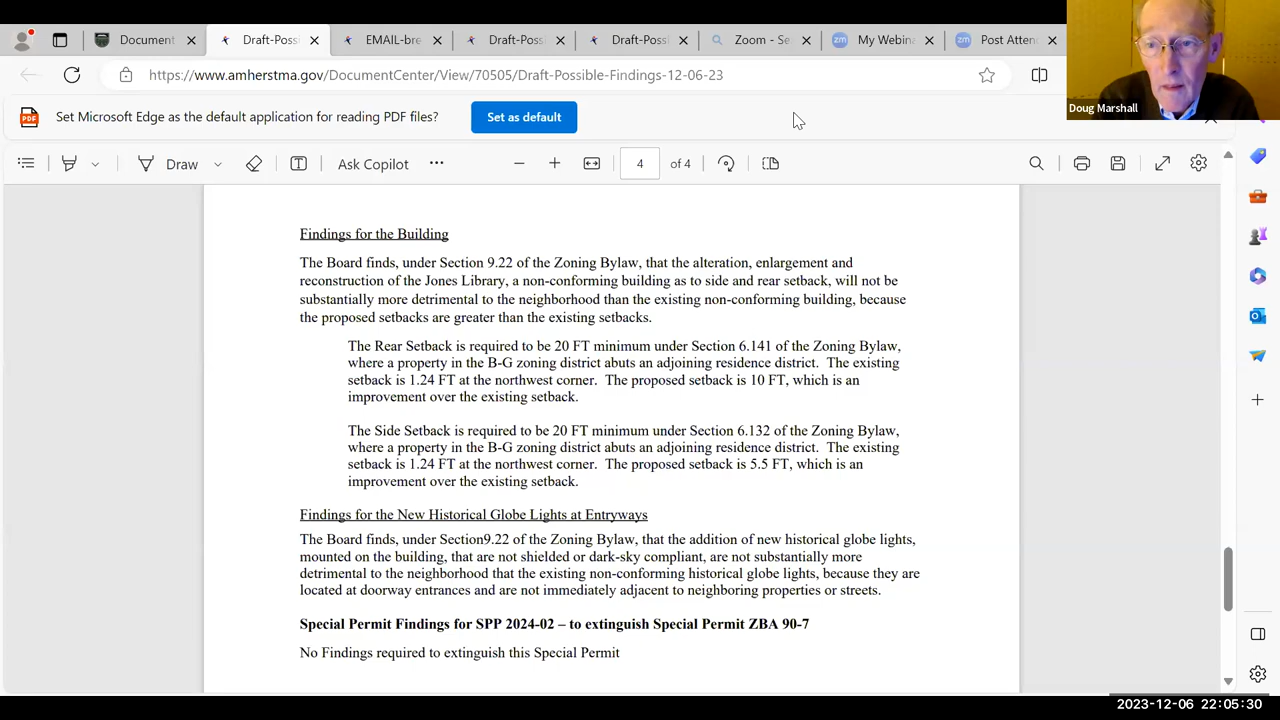 Document
Draft-Possi
EMAIL-bre
Draft-Poss
Draft-Possi
Zoom - Se
My Webina
Post Attend
https://www.amherstma.gov/DocumentCenter/View/70505/Draft-Possible-Findings-12-06-23
Doug Marshall
Set Microsoft Edge as the default application for reading PDF files?
Set as default
Draw
Ask Copilot
4
of 4
Findings for the Building
The Board finds, under Section 9.22 of the Zoning Bylaw, that the alteration, enlargement and
reconstruction of the Jones Library, a non-conforming building as to side and rear setback, will not be
substantially more detrimental to the neighborhood than the existing non-conforming building, because
the proposed setbacks are greater than the existing setbacks.
The Rear Setback is required to be 20 FT minimum under Section 6.141 of the Zoning Bylaw,
where a property in the B-G zoning district abuts an adjoining residence district.  The existing
setback is 1.24 FT at the northwest corner.  The proposed setback is 10 FT, which is an
improvement over the existing setback.
The Side Setback is required to be 20 FT minimum under Section 6.132 of the Zoning Bylaw,
where a property in the B-G zoning district abuts an adjoining residence district.  The existing
setback is 1.24 FT at the northwest corner.  The proposed setback is 5.5 FT, which is an
improvement over the existing setback.
Findings for the New Historical Globe Lights at Entryways
The Board finds, under Section9.22 of the Zoning Bylaw, that the addition of new historical globe lights,
mounted on the building, that are not shielded or dark-sky compliant, are not substantially more
detrimental to the neighborhood that the existing non-conforming historical globe lights, because they are
located at doorway entrances and are not immediately adjacent to neighboring properties or streets.
Special Permit Findings for SPP 2024-02 – to extinguish Special Permit ZBA 90-7
No Findings required to extinguish this Special Permit
2023-12-06 22:05:30